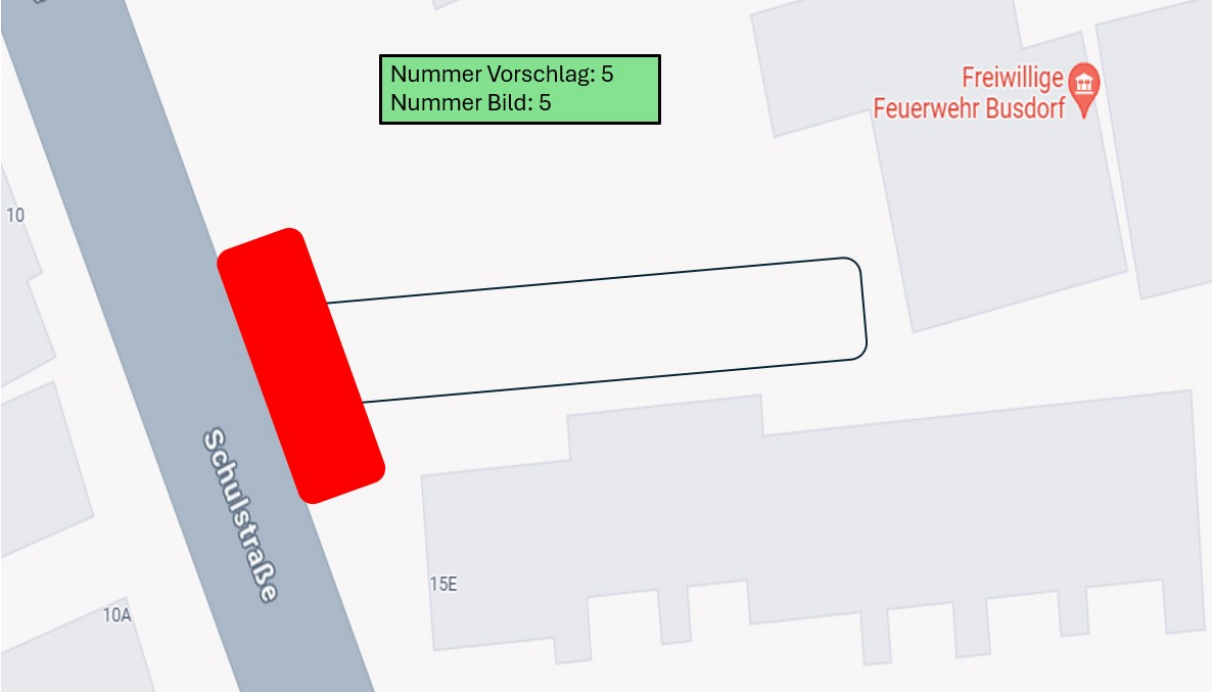 Nummer Vorschlag: 5
Nummer Bild: 5
Freiwillige
Feuerwehr Busdorf
10
Schulstraße
15E
10A